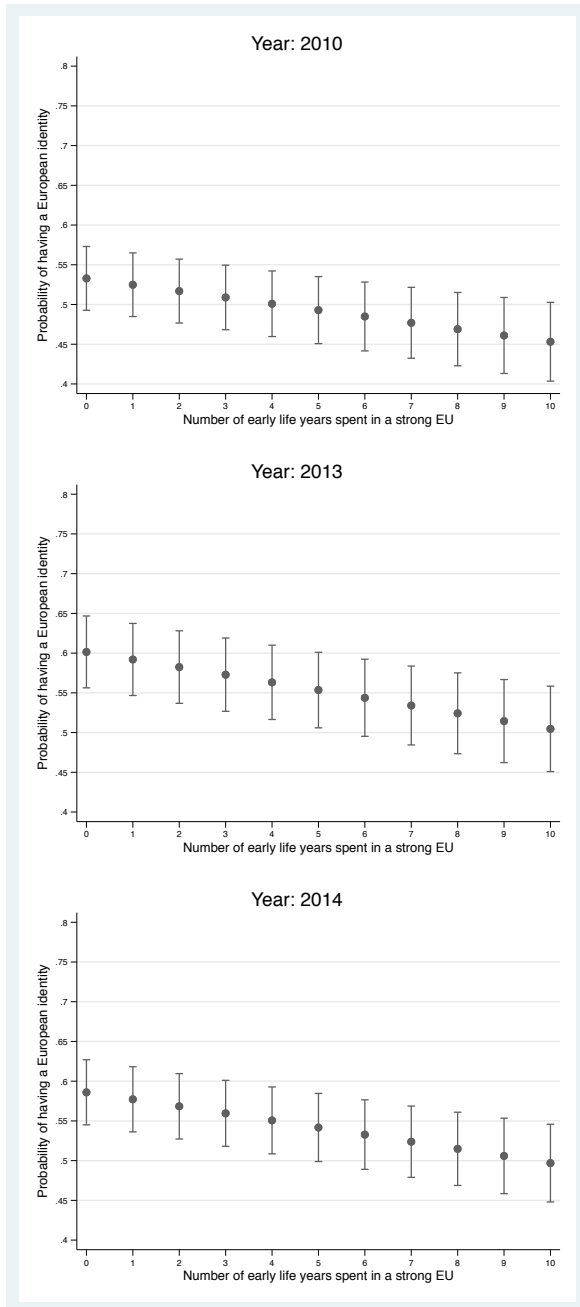 Year: 2010
Probability of having a European identity
.8
.75
.7
.65
.6
.55
.5
.45
.4
0 1 2 3 4 5 6 7 8 9 10
Number of early life years spent in a strong EU
Year: 2013
Probability of having a European identity
.8
.75
.7
.65
.6
.55
.5
.45
.4
0 1 2 3 4 5 6 7 8 9 10
Number of early life years spent in a strong EU
Year: 2014
Probability of having a European identity
.8
.75
.7
.65
.6
.55
.5
.45
.4
0 1 2 3 4 5 6 7 8 9 10
Number of early life years spent in a strong EU